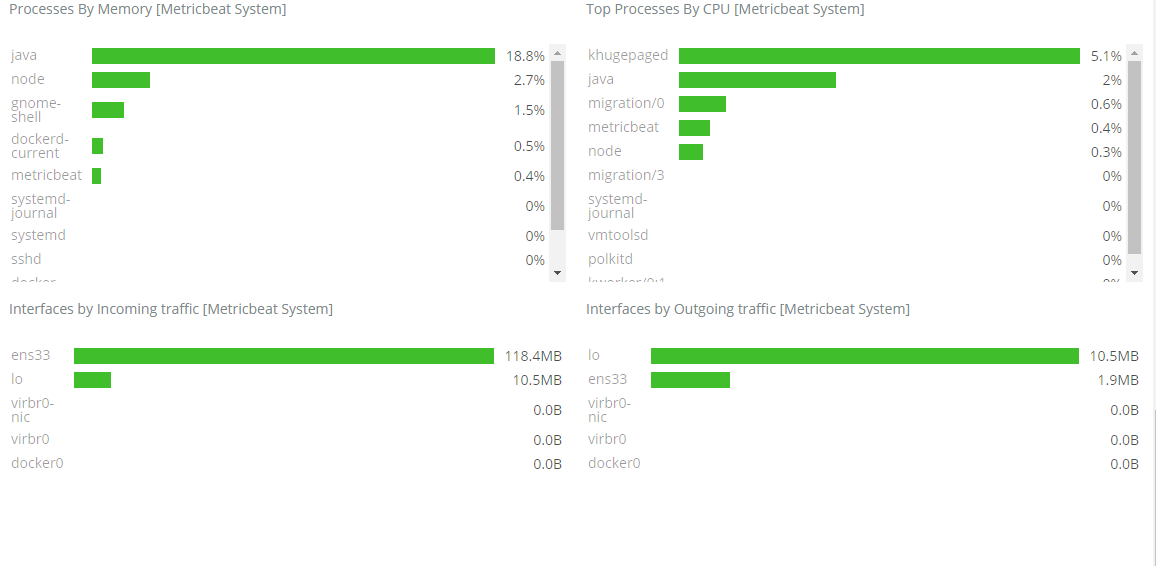 Processes By Memory [Metricbeat System]
java 18.8%
node 2.7%
gnome-
shell 1.5%
dockerd-
current 0.5%
metricbeat 0.4%
systemd-
journal 0%
systemd 0%
sshd 0%
docker-
Top Processes By CPU [Metricbeat System]
khugepaged 5.1%
java 2%
migration/0 0.6%
metricbeat 0.4%
node 0.3%
migration/3 0%
systemd-
journal 0%
vmtoolsd 0%
polkitd 0%
kworker/0:1 0%
Interfaces by Incoming traffic [Metricbeat System]
ens33 118.4MB
lo 10.5MB
virbr0-
nic 0.0B
virbr0 0.0B
docker0 0.0B
Interfaces by Outgoing traffic [Metricbeat System]
lo 10.5MB
ens33 1.9MB
virbr0-
nic 0.0B
virbr0 0.0B
docker0 0.0B